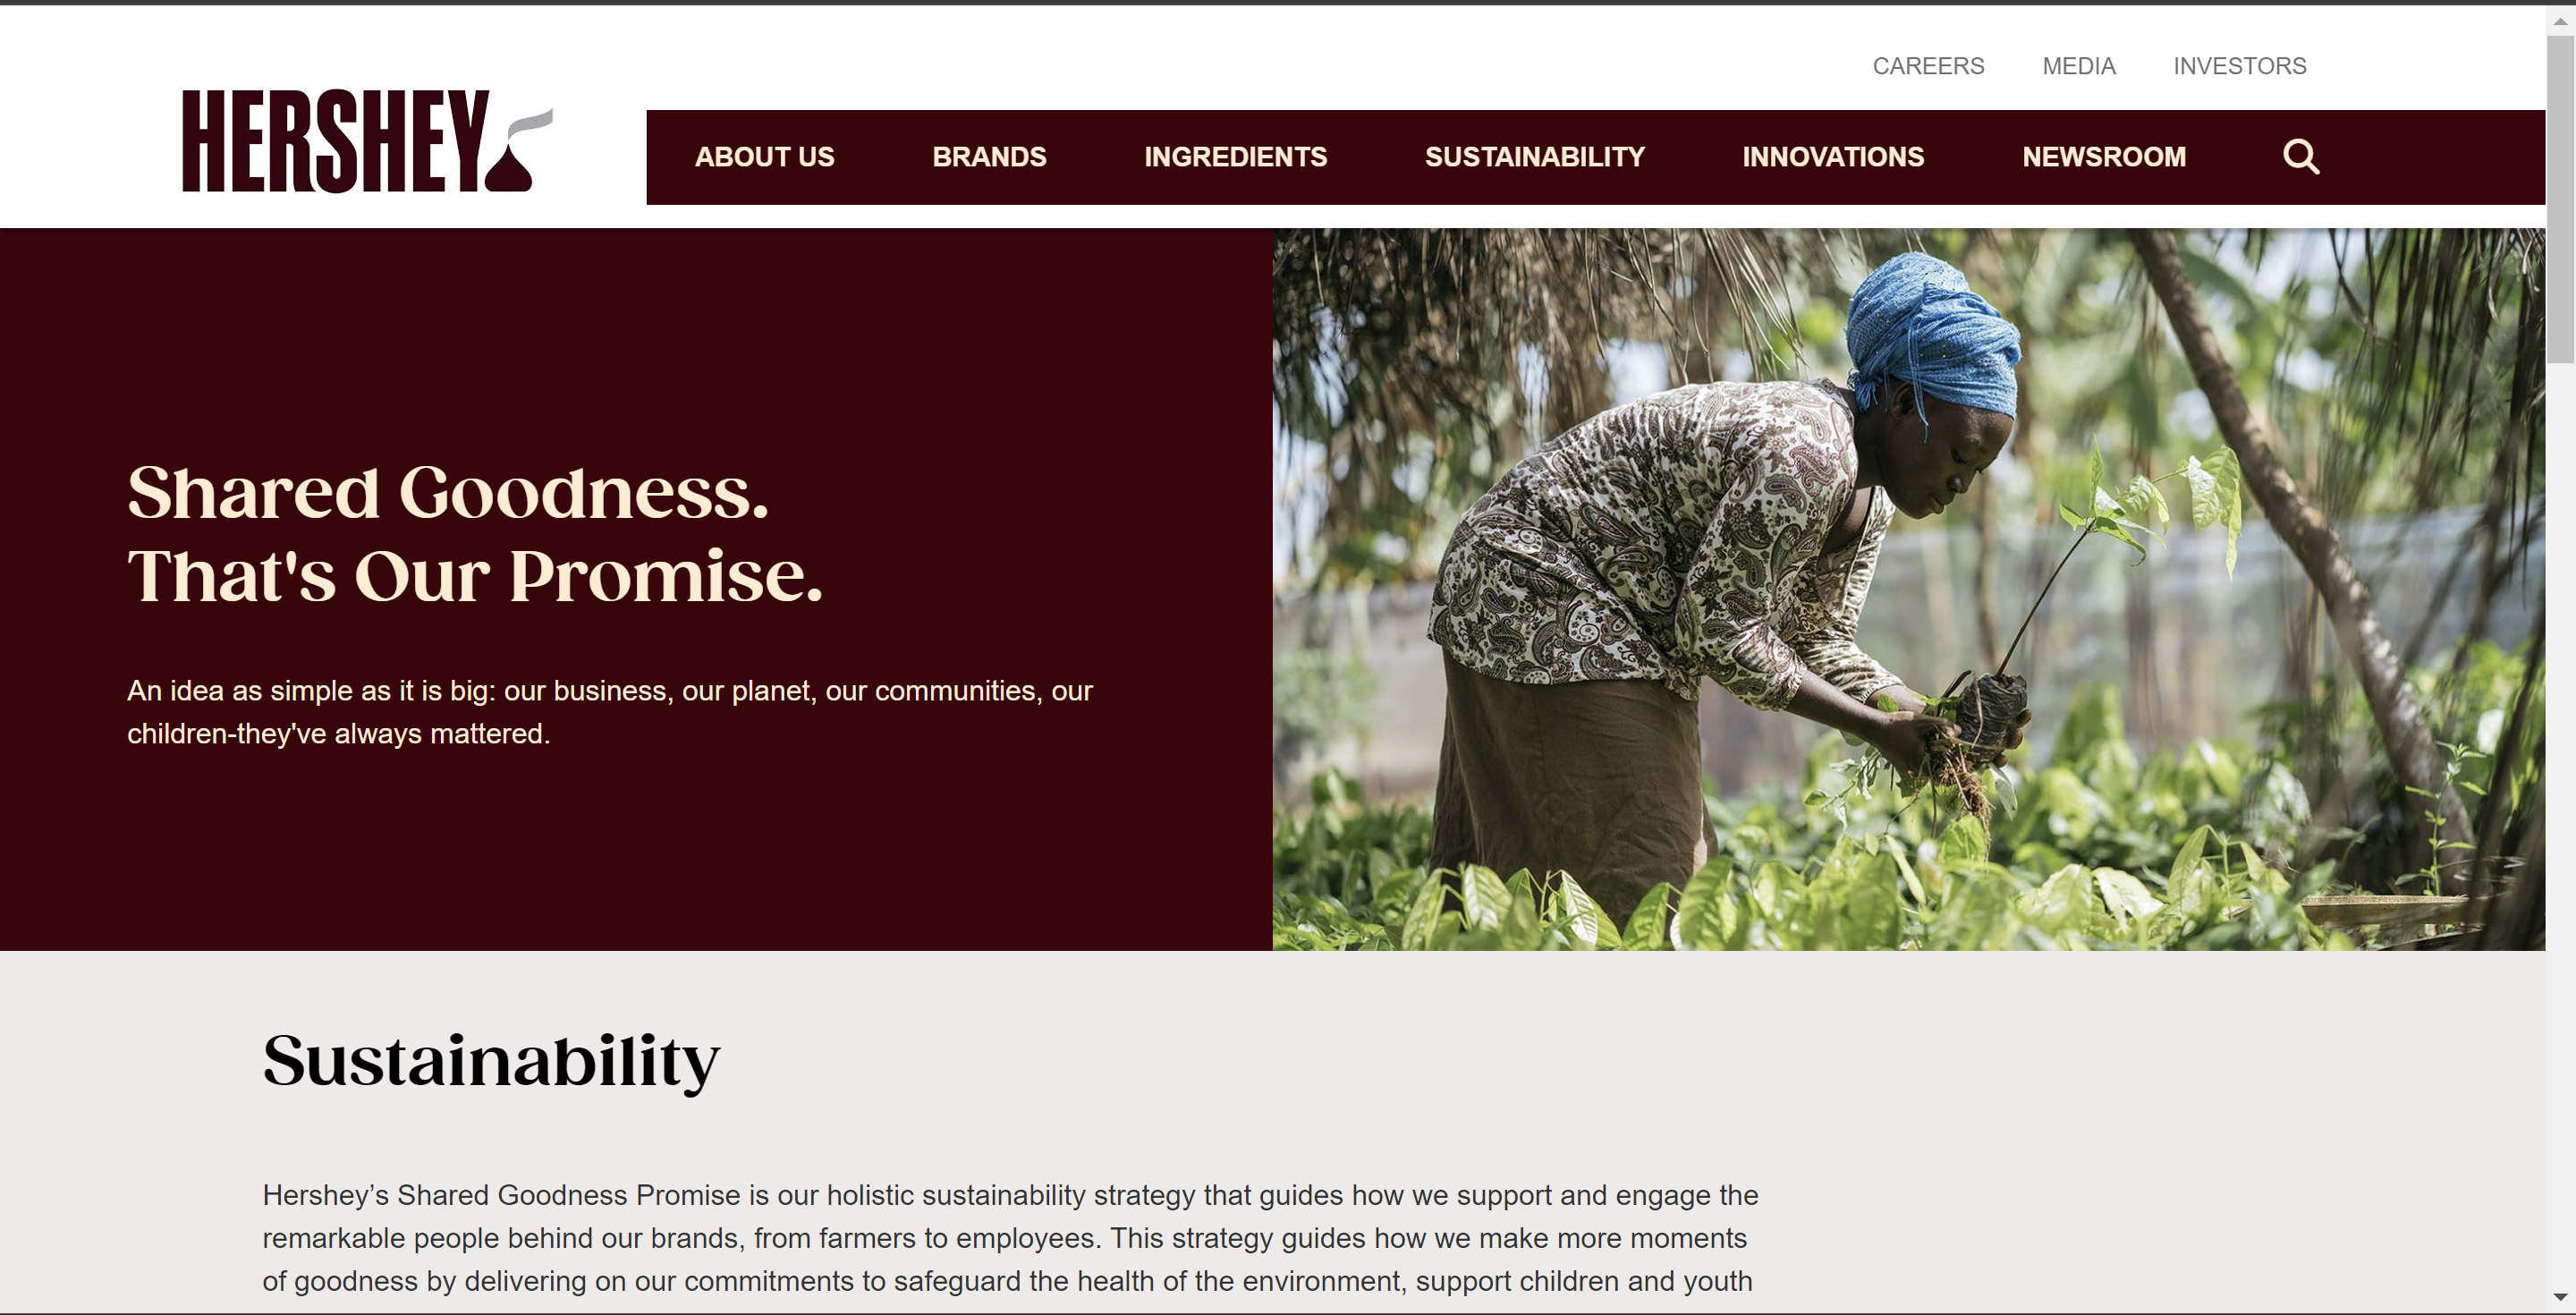 CAREERS MEDIA INVESTORS
HERSHEY
ABOUT US BRANDS INGREDIENTS SUSTAINABILITY INNOVATIONS NEWSROOM
Shared Goodness.
That's Our Promise.
An idea as simple as it is big: our business, our planet, our communities, our
children-they've always mattered.
Sustainability
Hershey’s Shared Goodness Promise is our holistic sustainability strategy that guides how we support and engage the
remarkable people behind our brands, from farmers to employees. This strategy guides how we make more moments
of goodness by delivering on our commitments to safeguard the health of the environment, support children and youth